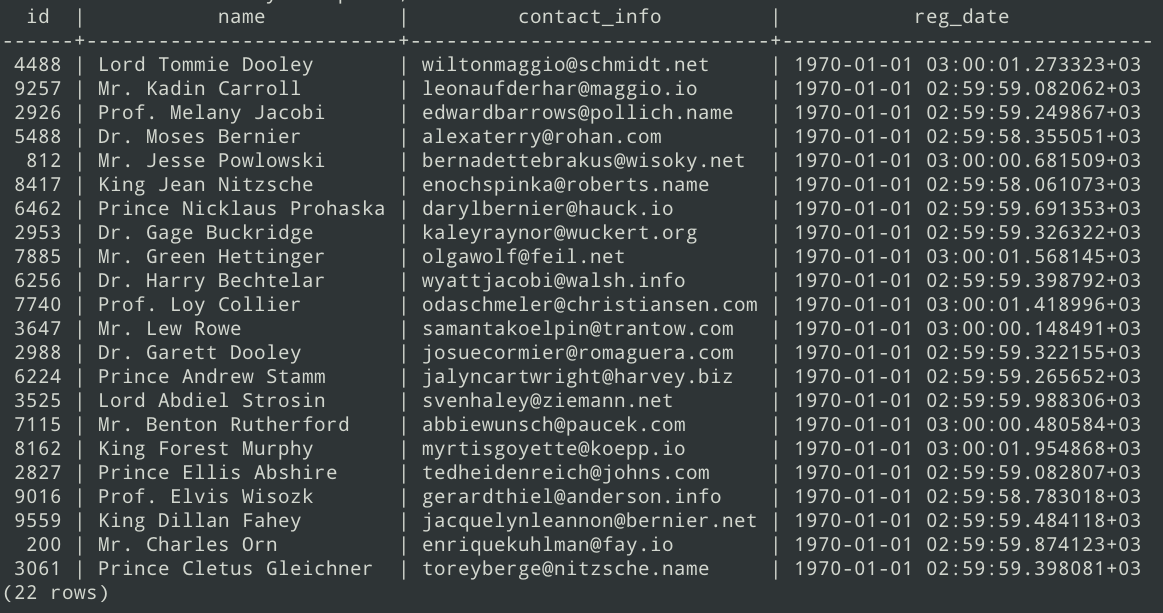 id  |          name           |        contact_info         |           reg_date
------+-------------------------+-----------------------------+-------------------------------
 4488 | Lord Tommie Dooley      | wiltonmaggio@schmidt.net    | 1970-01-01 03:00:01.273323+03
 9257 | Mr. Kadin Carroll       | leonaufderhar@maggio.io     | 1970-01-01 02:59:59.082062+03
 2926 | Prof. Melany Jacobi     | edwardbarrows@pollich.name  | 1970-01-01 02:59:59.249867+03
 5488 | Dr. Moses Bernier       | alexaterry@rohan.com        | 1970-01-01 02:59:58.355051+03
  812 | Mr. Jesse Powlowski     | bernadettebrakus@wisoky.net | 1970-01-01 03:00:00.681509+03
 8417 | King Jean Nitzsche      | enochspinka@roberts.name    | 1970-01-01 02:59:58.061073+03
 6462 | Prince Nicklaus Prohaska | darylbernier@hauck.io       | 1970-01-01 02:59:59.691353+03
 2953 | Dr. Gage Buckridge      | kaleyraynor@wuckert.org     | 1970-01-01 02:59:59.326322+03
 7885 | Mr. Green Hettinger     | olgawolf@feil.net           | 1970-01-01 03:00:01.568145+03
 6256 | Dr. Harry Bechtelar     | wyattjacobi@walsh.info      | 1970-01-01 02:59:59.398792+03
 7740 | Prof. Loy Collier       | odaschmeler@christiansen.com | 1970-01-01 03:00:01.418996+03
 3647 | Mr. Lew Rowe            | samantakoelpin@trantow.com  | 1970-01-01 03:00:00.148491+03
 2988 | Dr. Garett Dooley       | josuecormier@romaguera.com  | 1970-01-01 02:59:59.322155+03
 6224 | Prince Andrew Stamm     | jalyncartwright@harvey.biz  | 1970-01-01 02:59:59.265652+03
 3525 | Lord Abdiel Strosin     | svenhaley@ziemann.net       | 1970-01-01 02:59:59.988306+03
 7115 | Mr. Benton Rutherford   | abbiewunsch@paucek.com      | 1970-01-01 03:00:00.480584+03
 8162 | King Forest Murphy      | myrtisgoyette@koepp.io      | 1970-01-01 03:00:01.954868+03
 2827 | Prince Ellis Abshire    | tedheidenreich@johns.com    | 1970-01-01 02:59:59.082807+03
 9016 | Prof. Elvis Wisozk      | gerardthiel@anderson.info   | 1970-01-01 02:59:58.783018+03
 9559 | King Dillan Fahey       | jacquelynleannon@bernier.net | 1970-01-01 02:59:59.484118+03
  200 | Mr. Charles Orn         | enriquekuhlman@fay.io       | 1970-01-01 02:59:59.874123+03
 3061 | Prince Cletus Gleichner | toreyberge@nitzsche.name    | 1970-01-01 02:59:59.398081+03
(22 rows)